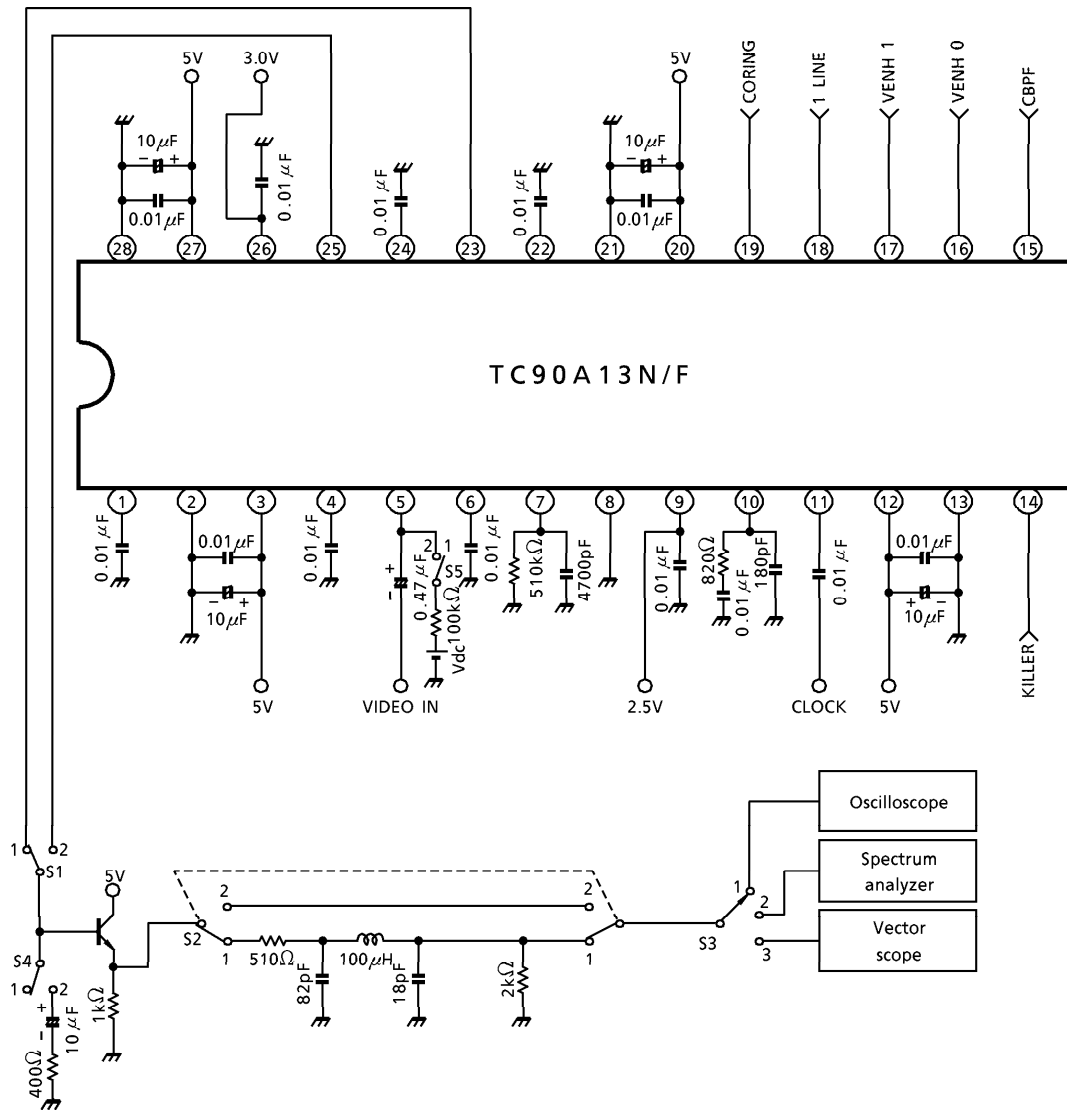 5V
3.0V
5V
CORING
1 LINE
VENH 1
VENH 0
CBPF
10μF
- +
0.01μF
0.01μF
0.01μF
0.01μF
10μF
- +
0.01μF
28 27 26 25 24 23 22 21 20 19 18 17 16 15
TC90A13N/F
1 2 3 4 5 6 7 8 9 10 11 12 13 14
0.01μF
0.01μF
- +
10μF
5V
0.01μF
+
-
0.47μF
VIDEO IN
2 1
S5
100kΩ
Vdc
0.01μF
510kΩ
4700pF
0.01μF
2.5V
820Ω
0.01μF
180pF
0.01μF
CLOCK
0.01μF
+ -
10μF
5V
KILLER
Oscilloscope
Spectrum
analyzer
Vector
scope
1 2
S1
5V
S4
1 2
+
-
10μF
400Ω
1kΩ
S2
2
1
510Ω
82pF
100μH
18pF
2kΩ
2
1
S3
1
2
3